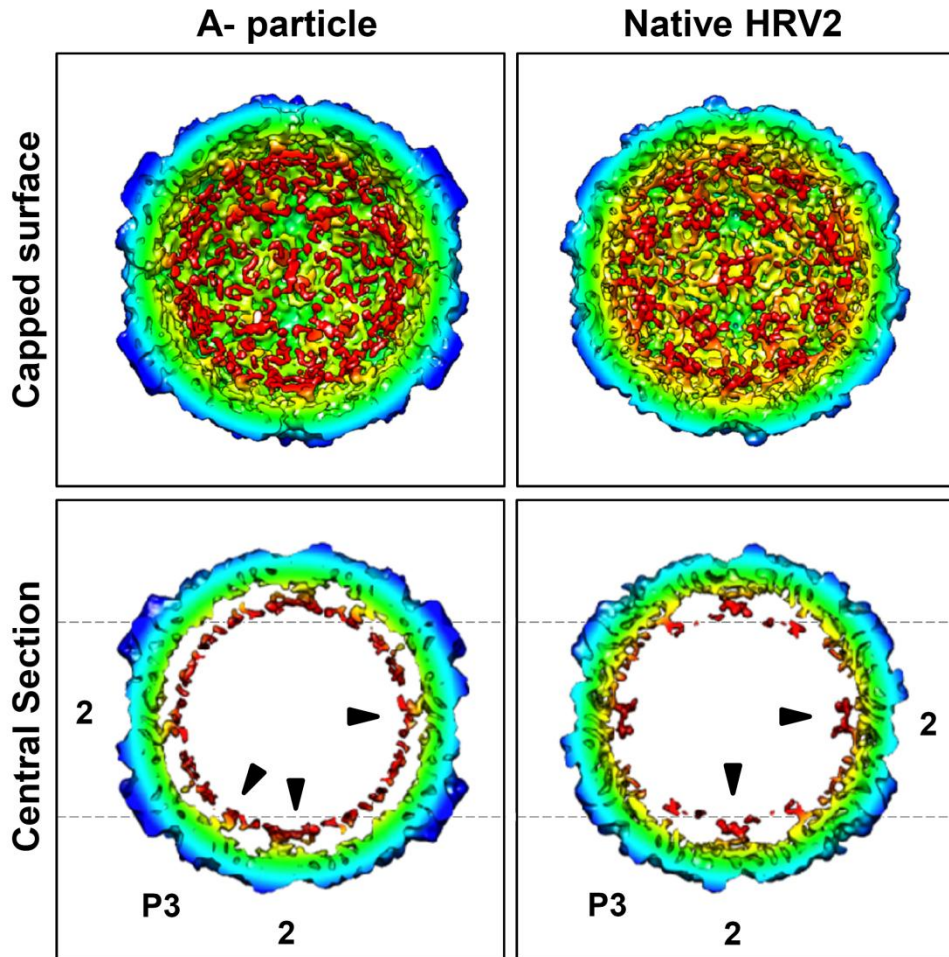 A- particle
Native HRV2
Capped surface
Central Section
2
2
P3
2
P3
2